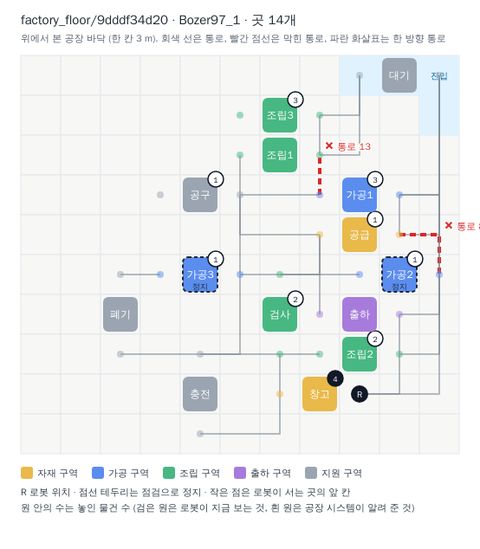 factory_floor/9dddf34d20 · Bozer97_1 · 곳 14개
위에서 본 공장 바닥 (한 칸 3 m). 회색 선은 통로, 빨간 점선은 막힌 통로, 파란 화살표는 한 방향 통로
대기
3
조립3
조립1
✖ 통로 13
1
공구
3
가공1
1
공급
✖ 통로 8
1
가공3
정지
1
가공2
정지
폐기
2
검사
출하
2
조립2
충전
4
창고
R
자재 구역
가공 구역
조립 구역
출하 구역
지원 구역
R 로봇 위치 · 점선 테두리는 점검으로 정지 · 작은 점은 로봇이 서는 곳의 앞 칸
원 안의 수는 놓인 물건 수 (검은 원은 로봇이 지금 보는 것, 흰 원은 공장 시스템이 알려 준 것)